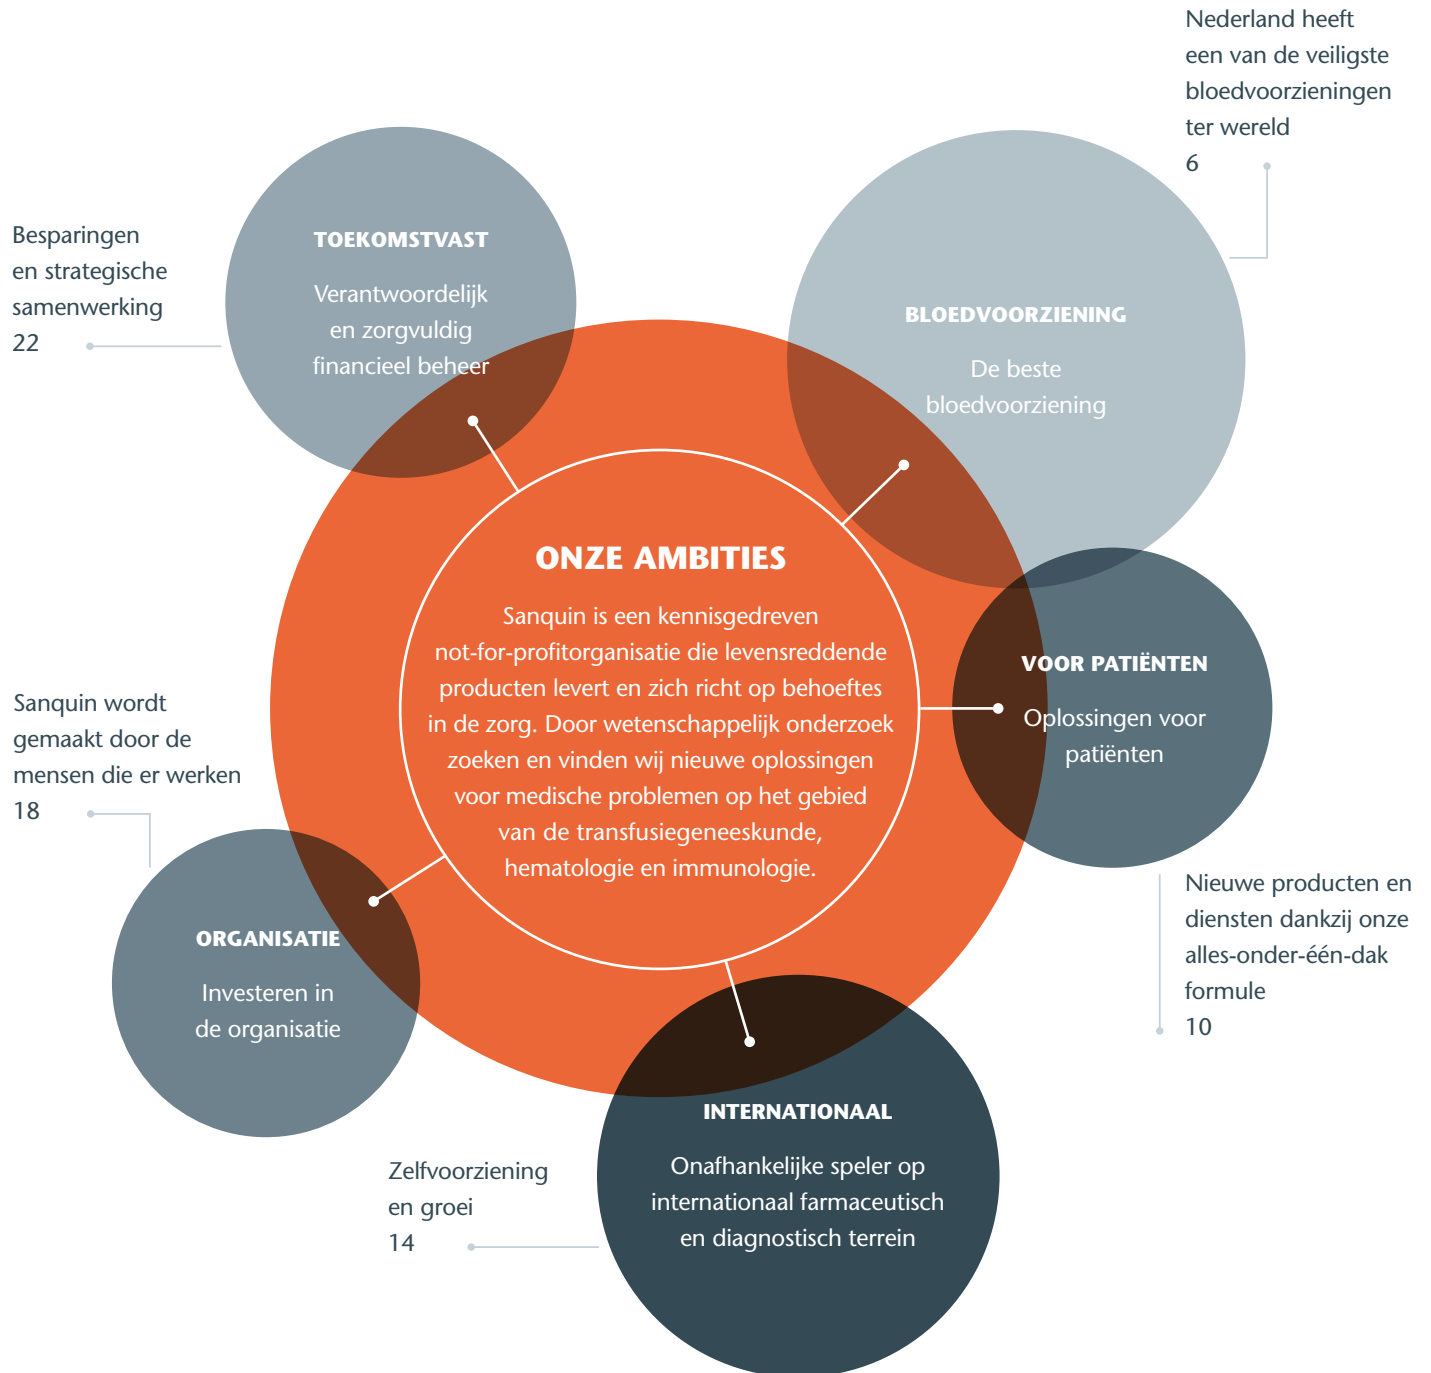 Nederland heeft
een van de veiligste
bloedvoorzieningen
ter wereld
6
Besparingen
en strategische
samenwerking
22
TOEKOMSTVAST
Verantwoordelijk
en zorgvuldig
financieel beheer
BLOEDVOORZIENING
De beste
bloedvoorziening
ONZE AMBITIES
Sanquin is een kennisgedreven
not-for-profitorganisatie die levensreddende
producten levert en zich richt op behoeftes
in de zorg. Door wetenschappelijk onderzoek
zoeken en vinden wij nieuwe oplossingen
voor medische problemen op het gebied
van de transfusiegeneeskunde,
hematologie en immunologie.
VOOR PATIËNTEN
Oplossingen voor
patiënten
Sanquin wordt
gemaakt door de
mensen die er werken
18
Nieuwe producten en
diensten dankzij onze
alles-onder-één-dak
formule
10
ORGANISATIE
Investeren in
de organisatie
INTERNATIONAAL
Onafhankelijke speler op
internationaal farmaceutisch
en diagnostisch terrein
Zelfvoorziening
en groei
14